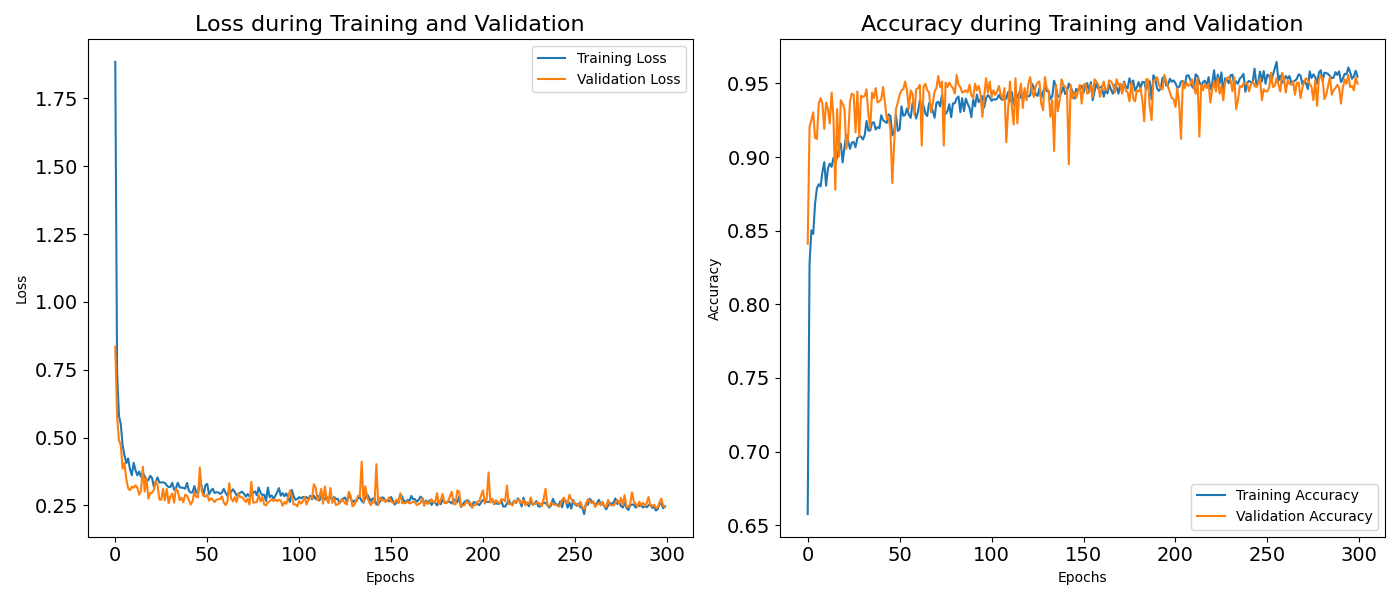 Loss during Training and Validation
Training Loss
Validation Loss
1.75
1.50
1.25
1.00
0.75
0.50
0.25
Loss
0 50 100 150 200 250 300
Epochs
Accuracy during Training and Validation
0.95
0.90
0.85
0.80
0.75
0.70
0.65
Accuracy
Training Accuracy
Validation Accuracy
0 50 100 150 200 250 300
Epochs